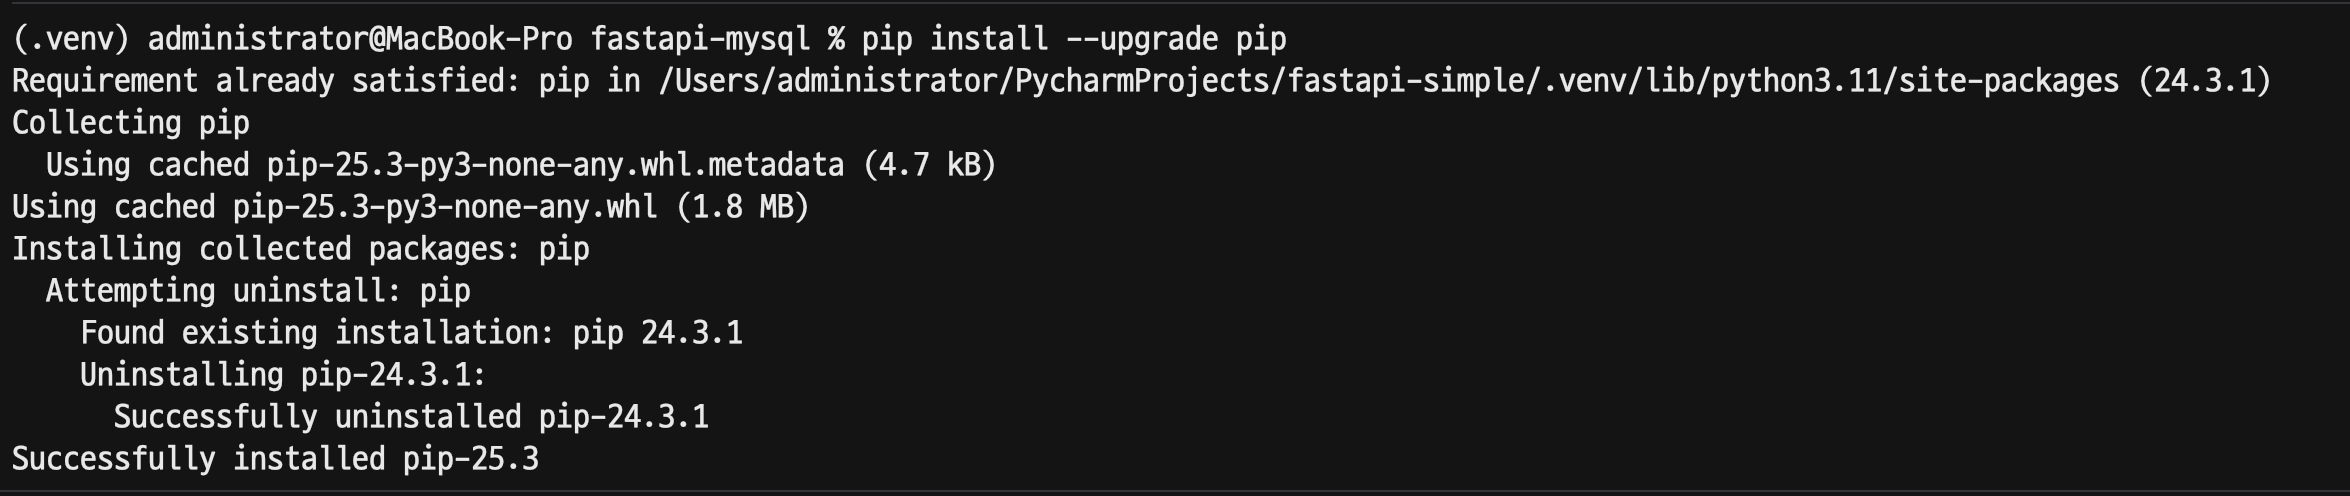 (.venv) administrator@MacBook-Pro fastapi-mysql % pip install --upgrade pip
Requirement already satisfied: pip in /Users/administrator/PycharmProjects/fastapi-simple/.venv/lib/python3.11/site-packages (24.3.1)
Collecting pip
  Using cached pip-25.3-py3-none-any.whl.metadata (4.7 kB)
Using cached pip-25.3-py3-none-any.whl (1.8 MB)
Installing collected packages: pip
  Attempting uninstall: pip
    Found existing installation: pip 24.3.1
    Uninstalling pip-24.3.1:
      Successfully uninstalled pip-24.3.1
Successfully installed pip-25.3